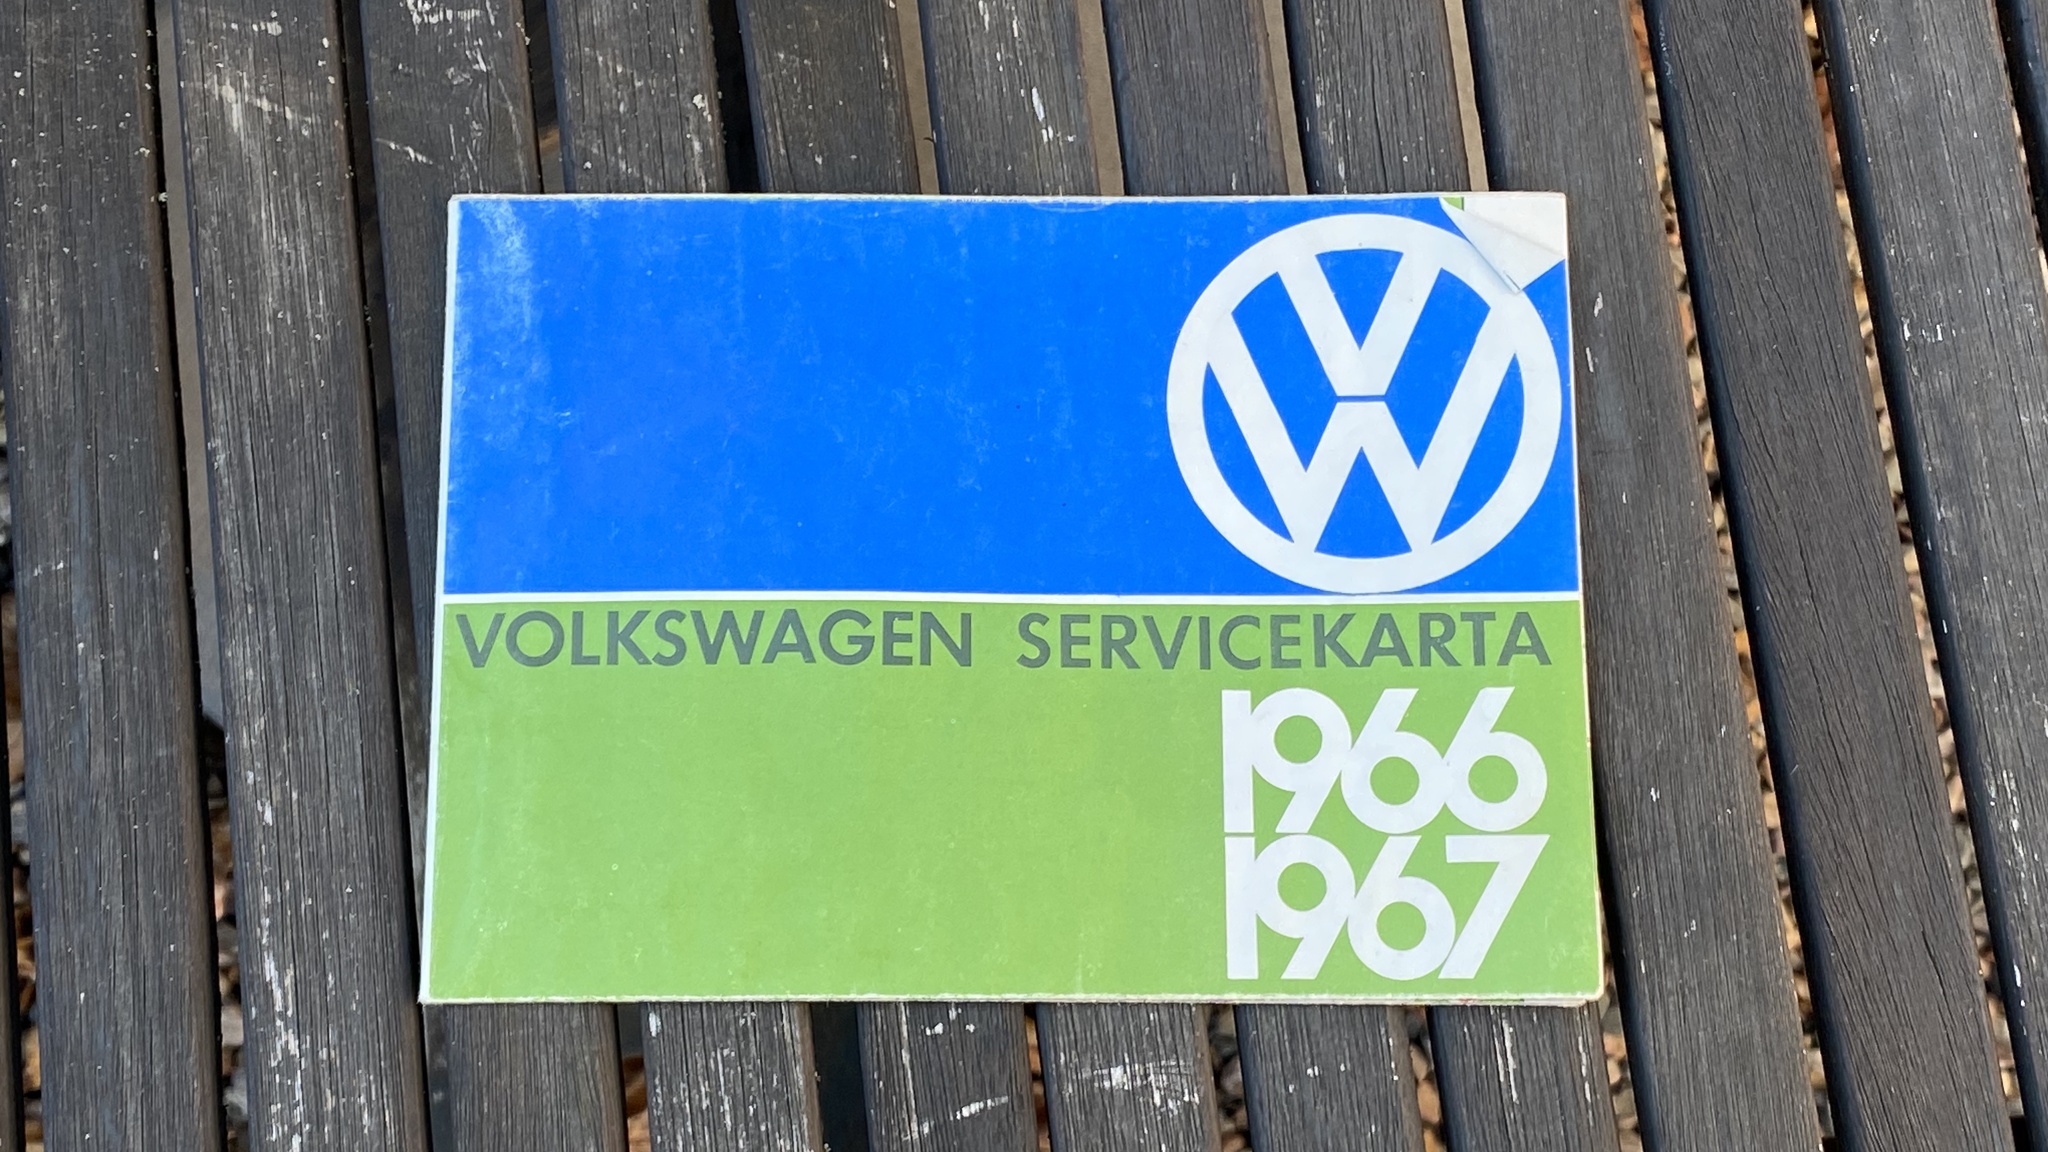 VW
VOLKSWAGEN SERVICEKARTA
1966
1967